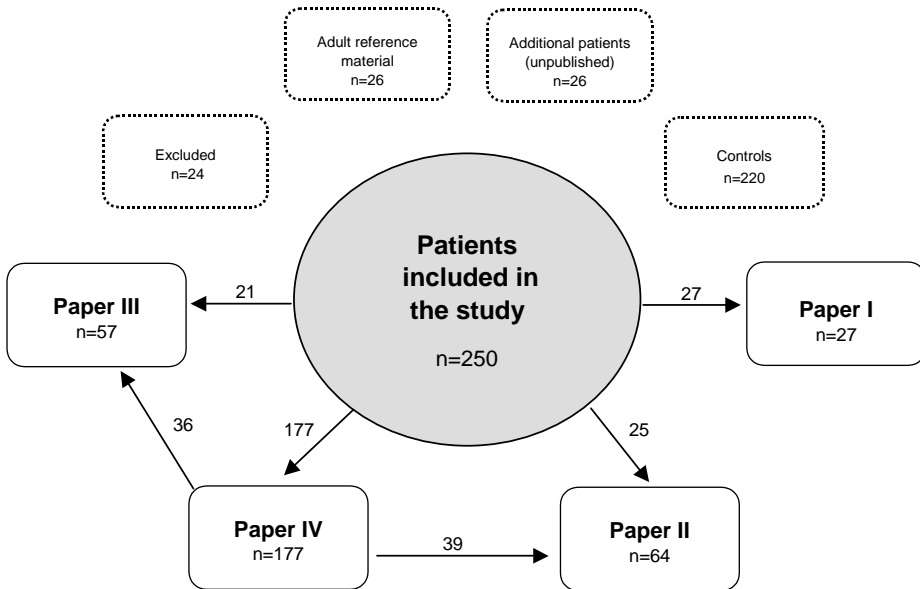 Adult reference
material
n=26
Additional patients
(unpublished)
n=26
Excluded
n=24
Controls
n=220
Patients
included in
the study
n=250
21
27
Paper III
n=57
Paper I
n=27
36
177
25
Paper IV
n=177
39
Paper II
n=64